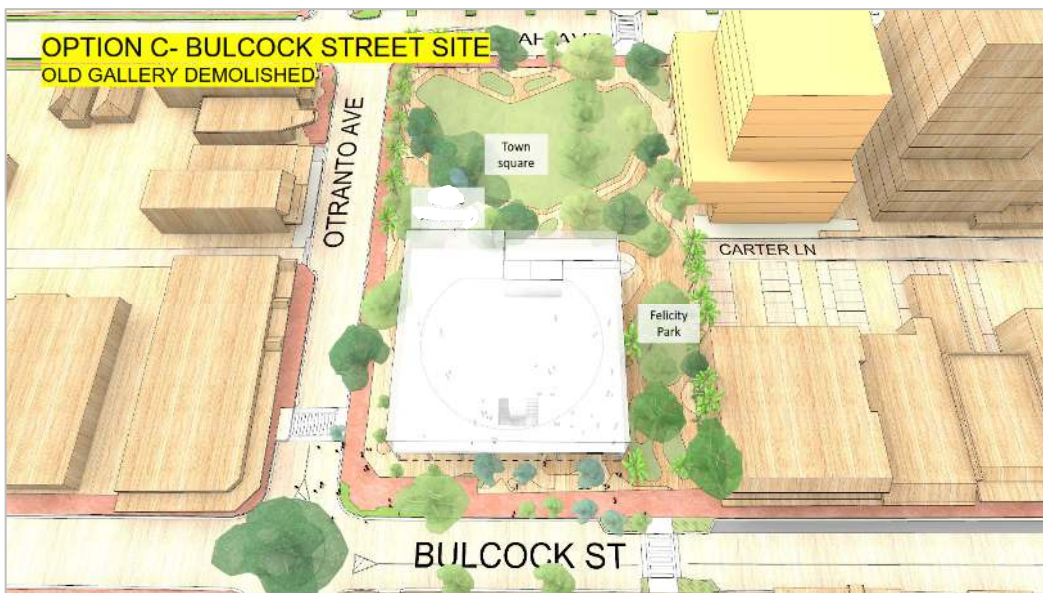 OPTION C- BULCOCK STREET SITE
OLD GALLERY DEMOLISHED
OTRANTO AVE
Town
square
CARTER LN
Felicity
Park
BULCOCK ST